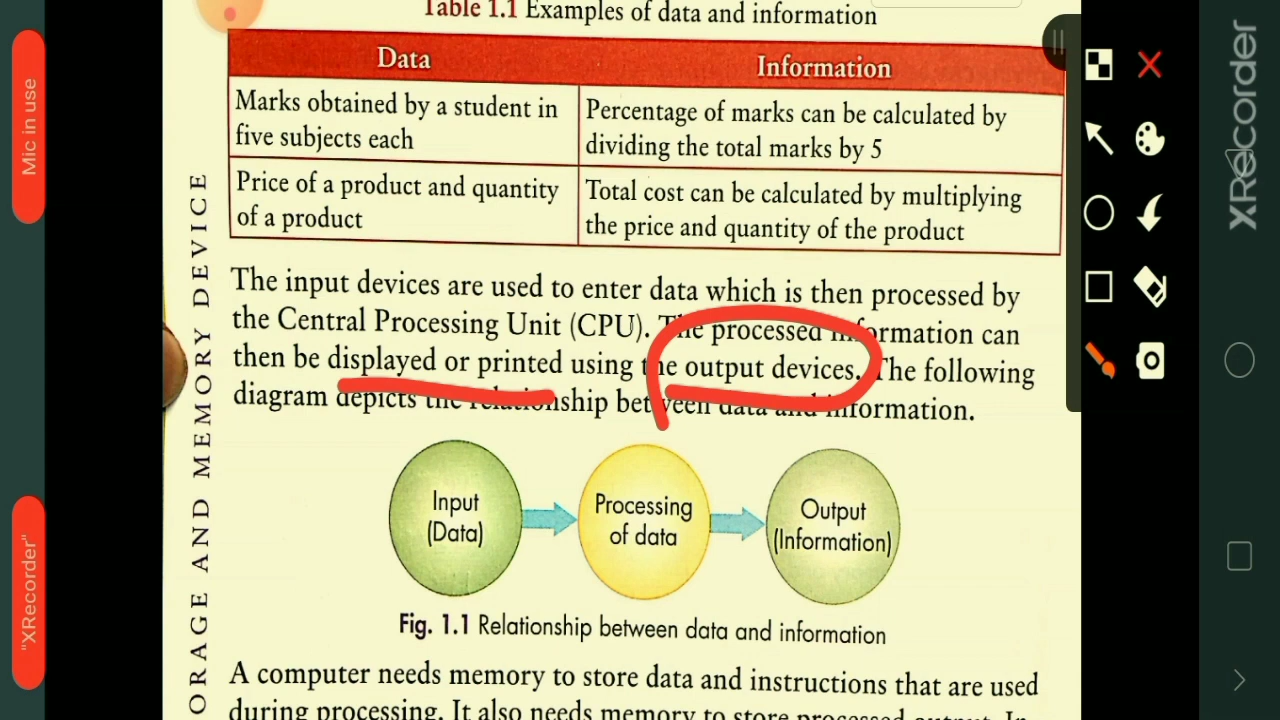 Table 1.1 Examples of data and information
Data
Information
Marks obtained by a student in
five subjects each
Percentage of marks can be calculated by
dividing the total marks by 5
Price of a product and quantity
of a product
Total cost can be calculated by multiplying
the price and quantity of the product
The input devices are used to enter data which is then processed by
the Central Processing Unit (CPU). The processed information can
then be displayed or printed using the output devices. The following
diagram depicts the relationship between data and information.
Input
(Data)
Processing
of data
Output
(Information)
Fig. 1.1 Relationship between data and information
A computer needs memory to store data and instructions that are used
during processing. It also needs memory to store processed output. In
ORAGE AND MEMORY DEVICE
Mic in use
"XRecorder"
XRecorder